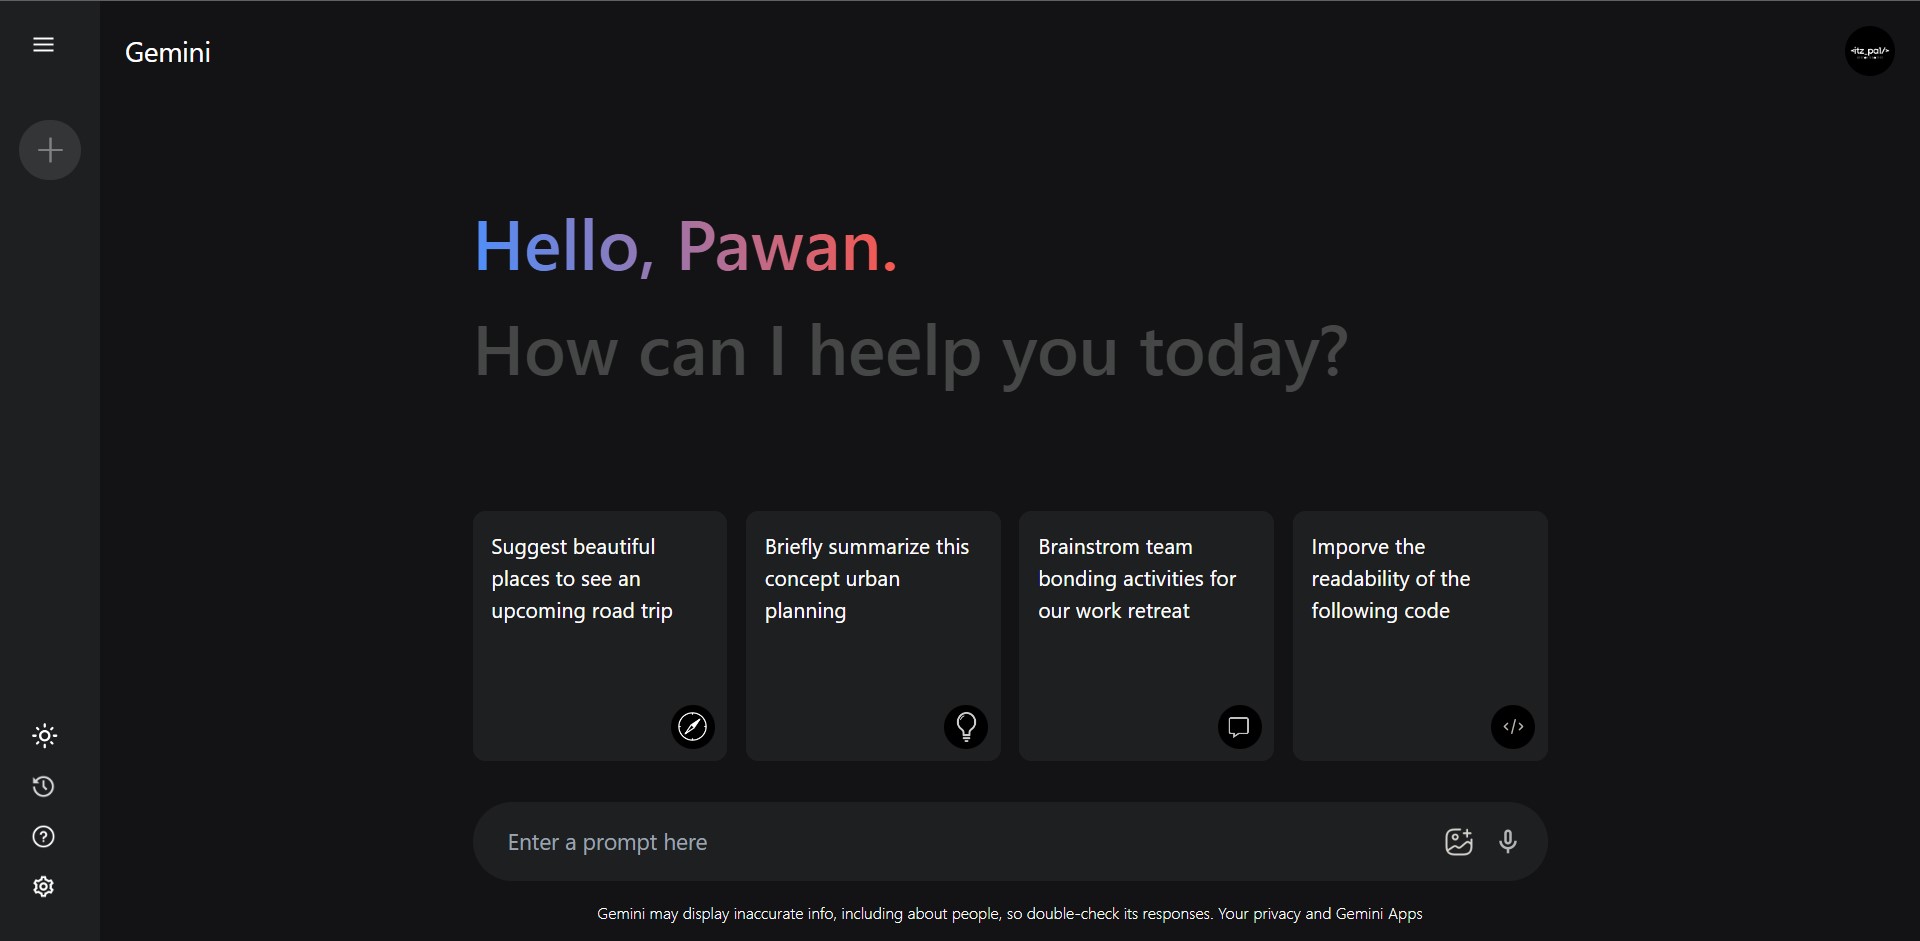 Gemini
<itz_pal/>
Hello, Pawan.
How can I heelp you today?
Suggest beautiful
places to see an
upcoming road trip
Briefly summarize this
concept urban
planning
Brainstrom team
bonding activities for
our work retreat
Imporve the
readability of the
following code
</>
Enter a prompt here
Gemini may display inaccurate info, including about people, so double-check its responses. Your privacy and Gemini Apps